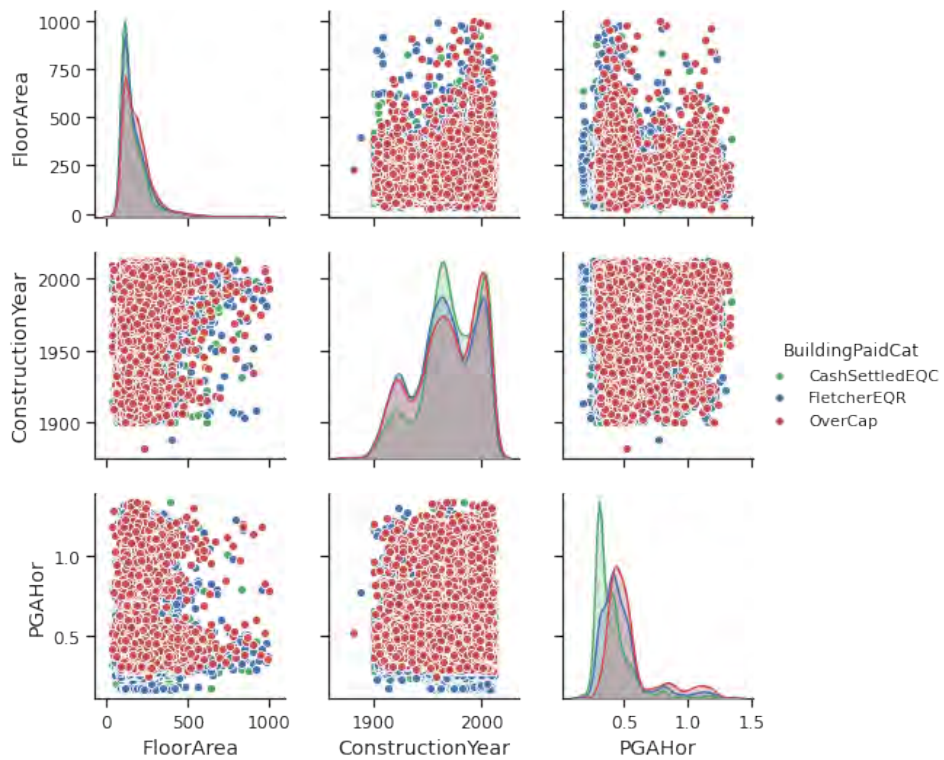 1000
750
500
250
0
FloorArea
2000
1950
1900
ConstructionYear
BuildingPaidCat
CashSettledEQC
FletcherEQR
OverCap
1.0
0.5
PGAHor
0 500 1000
1900 2000
0.5 1.0 1.5
FloorArea
ConstructionYear
PGAHor